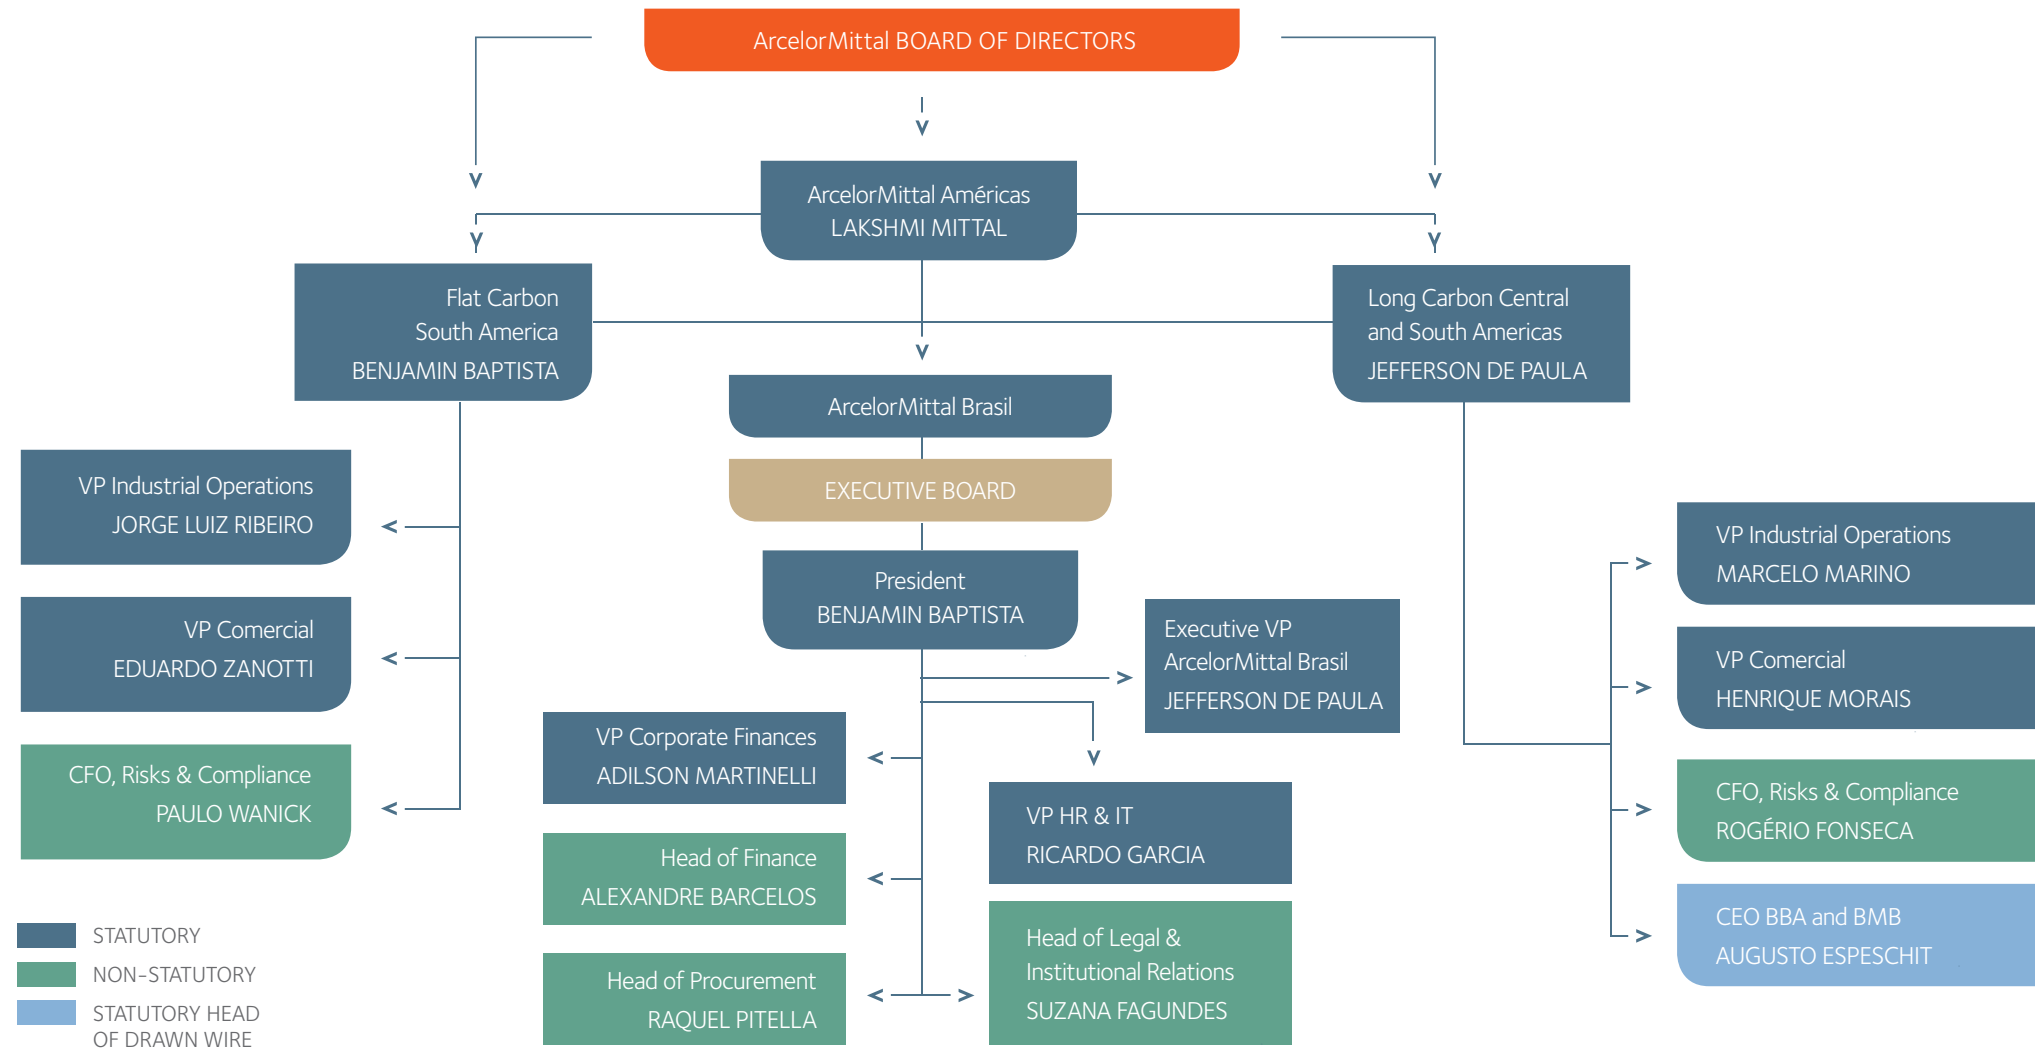 ArcelorMittal BOARD OF DIRECTORS
ArcelorMittal Américas
LAKSHMI MITTAL
Flat Carbon
South America
BENJAMIN BAPTISTA
Long Carbon Central
and South Americas
JEFFERSON DE PAULA
ArcelorMittal Brasil
EXECUTIVE BOARD
President
BENJAMIN BAPTISTA
VP Industrial Operations
JORGE LUIZ RIBEIRO
VP Comercial
EDUARDO ZANOTTI
CFO, Risks & Compliance
PAULO WANICK
Executive VP
ArcelorMittal Brasil
JEFFERSON DE PAULA
VP Corporate Finances
ADILSON MARTINELLI
Head of Finance
ALEXANDRE BARCELOS
Head of Procurement
RAQUEL PITELLA
VP HR & IT
RICARDO GARCIA
Head of Legal &
Institutional Relations
SUZANA FAGUNDES
VP Industrial Operations
MARCELO MARINO
VP Comercial
HENRIQUE MORAIS
CFO, Risks & Compliance
ROGÉRIO FONSECA
CEO BBA and BMB
AUGUSTO ESPESCHIT
STATUTORY
NON-STATUTORY
STATUTORY HEAD
OF DRAWN WIRE